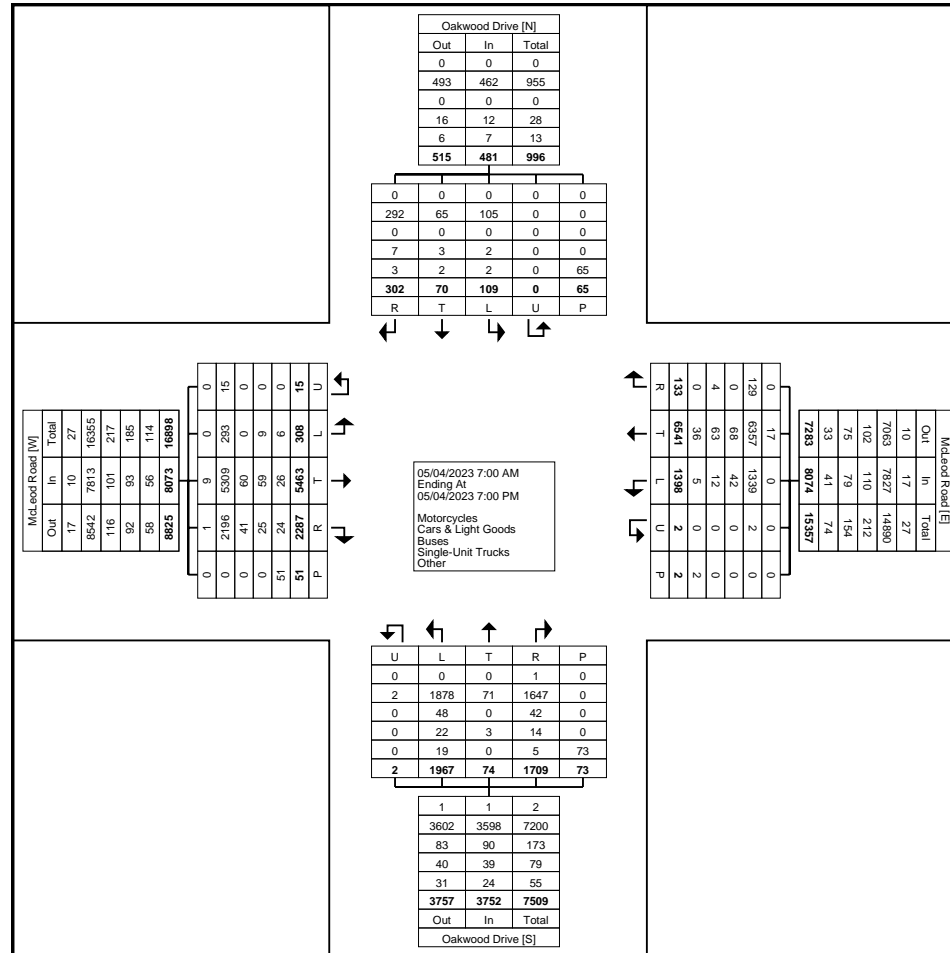 Oakwood Drive [N]
Out In Total
0 0 0
493 462 955
0 0 0
16 12 28
6 7 13
515 481 996
0 0 0 0 0
292 65 105 0 0
0 0 0 0 0
7 3 2 0 0
3 2 2 0 65
302 70 109 0 65
R T L U P
U L T R P
15 308 5463 2287 51
0 6 26 24 51
0 9 59 25 0
0 0 60 41 0
15 293 5309 2196 0
0 0 9 1 0
16898 8073 8825
114 56 58
185 93 92
217 101 116
16355 7813 8542
27 10 17
Total In Out
McLeod Road [W]
05/04/2023 7:00 AM
Ending At
05/04/2023 7:00 PM
Motorcycles
Cars & Light Goods
Buses
Single-Unit Trucks
Other
McLeod Road [E]
Out In Total
10 17 27
7063 7827 14890
102 110 212
75 79 154
33 41 74
7283 8074 15357
0 17 0 0 0
129 6357 1339 2 0
0 68 42 0 0
4 63 12 0 0
0 36 5 0 2
133 6541 1398 2 2
R T L U P
U L T R P
0 0 0 1 0
2 1878 71 1647 0
0 48 0 42 0
0 22 3 14 0
0 19 0 5 73
2 1967 74 1709 73
1 1 2
3602 3598 7200
83 90 173
40 39 79
31 24 55
3757 3752 7509
Out In Total
Oakwood Drive [S]